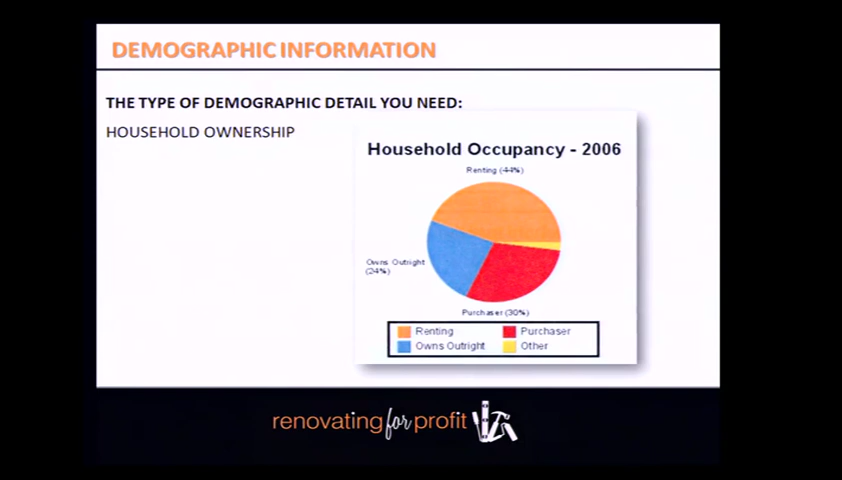 DEMOGRAPHIC INFORMATION
THE TYPE OF DEMOGRAPHIC DETAIL YOU NEED:
HOUSEHOLD OWNERSHIP
Household Occupancy - 2006
Renting (44%)
Owns Outright
(24%)
Purchaser (30%)
Renting
Purchaser
Owns Outright
Other
renovating for profit